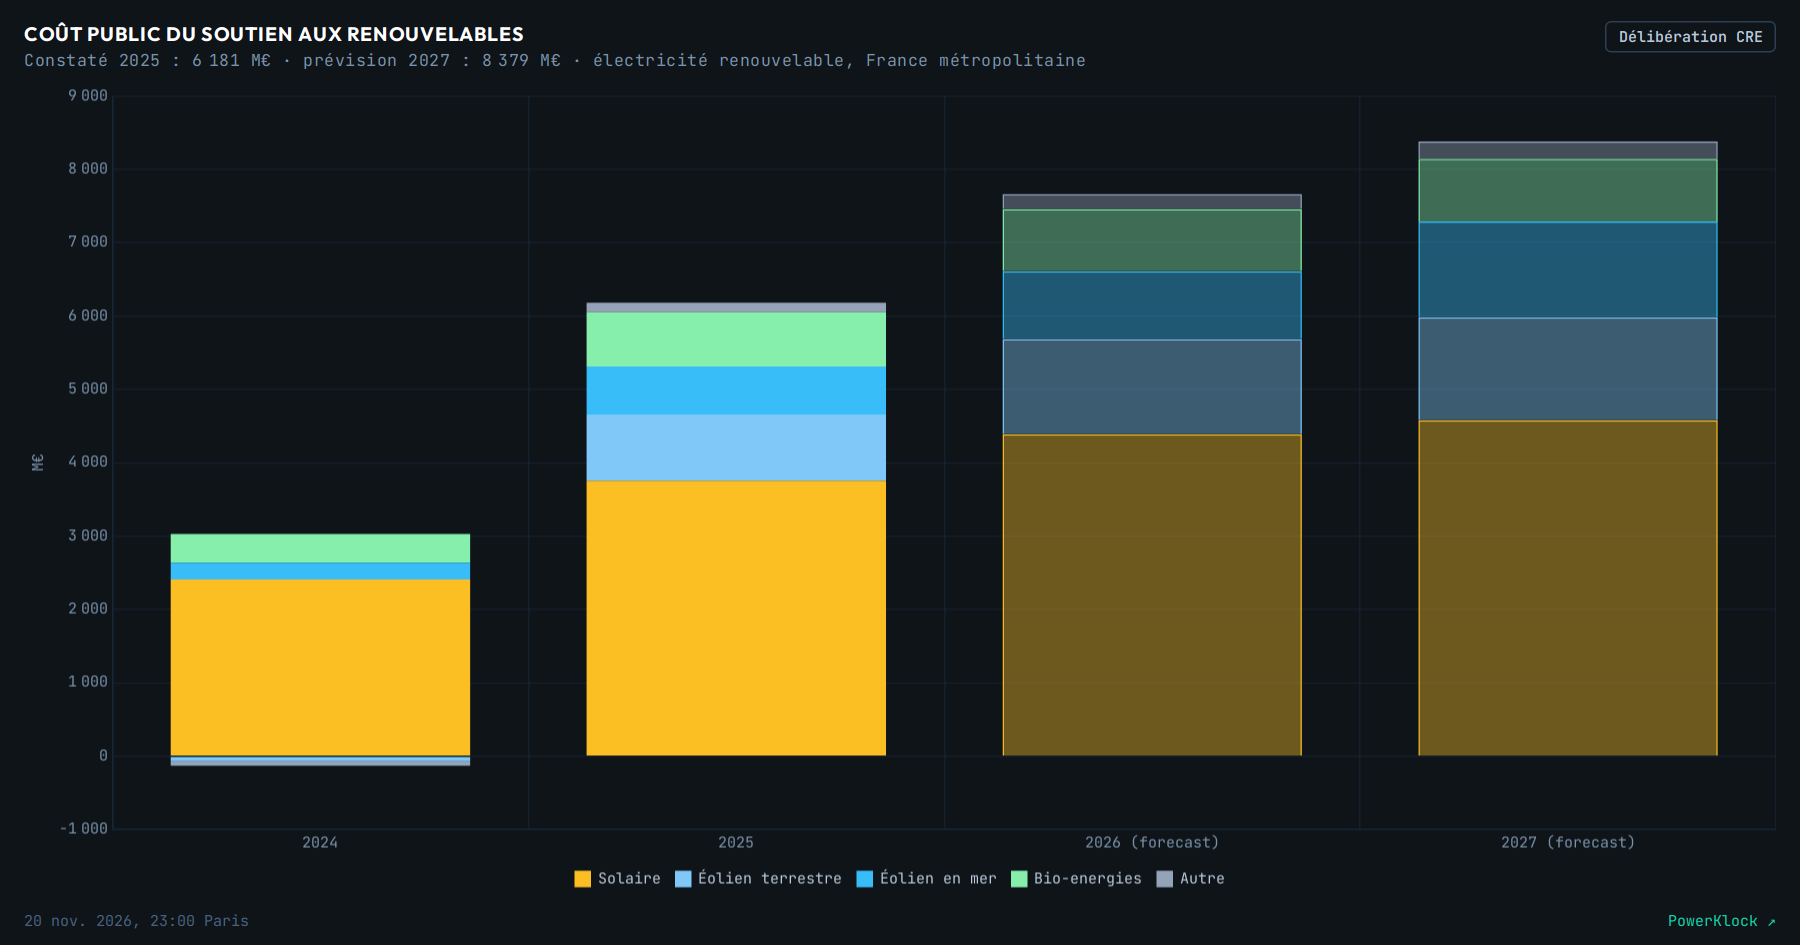 COÛT PUBLIC DU SOUTIEN AUX RENOUVELABLES
Délibération CRE
Constaté 2025 : 6 181 M€ · prévision 2027 : 8 379 M€ · électricité renouvelable, France métropolitaine
9 000
8 000
7 000
6 000
5 000
4 000
3 000
2 000
1 000
0
-1 000
M€
2024
2025
2026 (forecast)
2027 (forecast)
Solaire
Éolien terrestre
Éolien en mer
Bio-energies
Autre
20 nov. 2026, 23:00 Paris
PowerKlock ↗